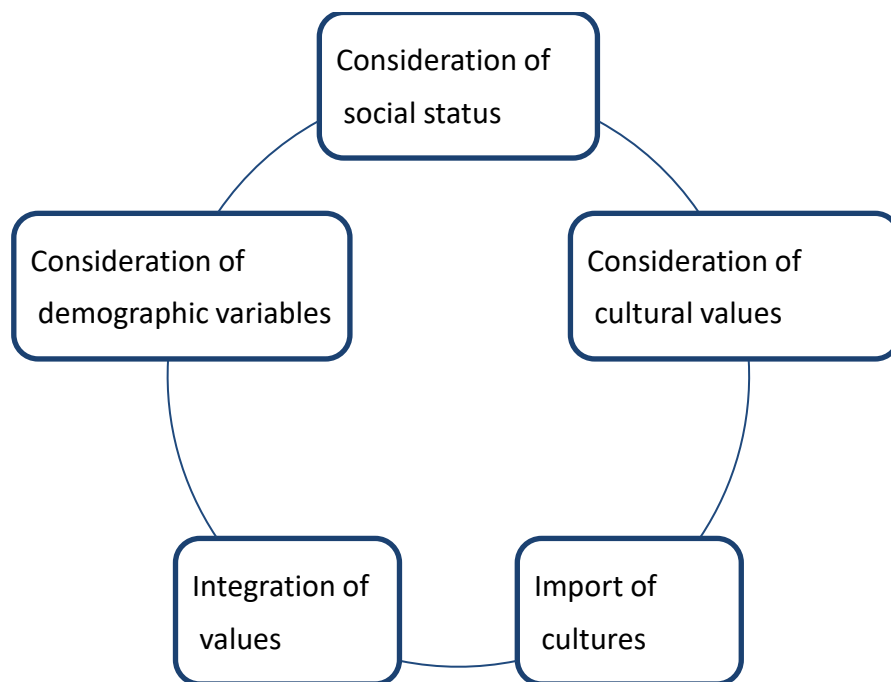 Consideration of
social status
Consideration of
demographic variables
Consideration of
cultural values
Integration of
values
Import of
cultures